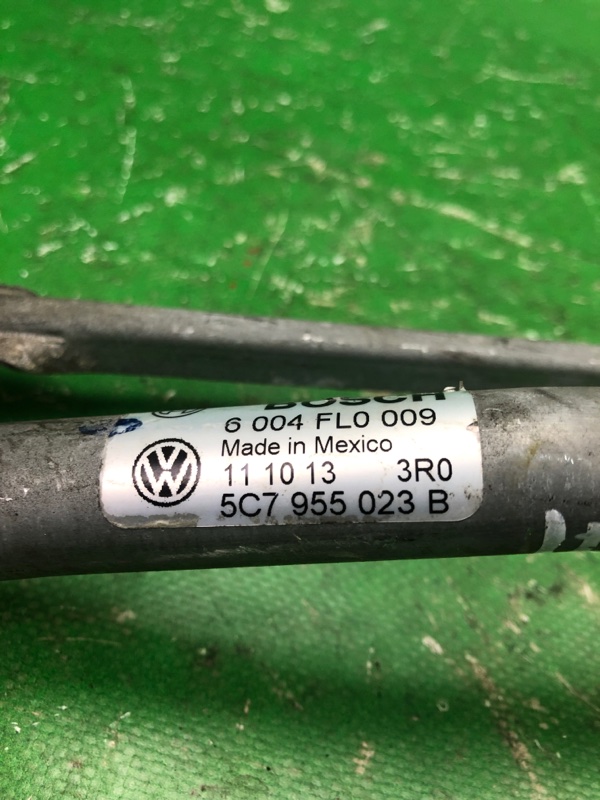 BOSCH
6 004 FL0 009
Made in Mexico
11 10 13 3R0
5C7 955 023 B